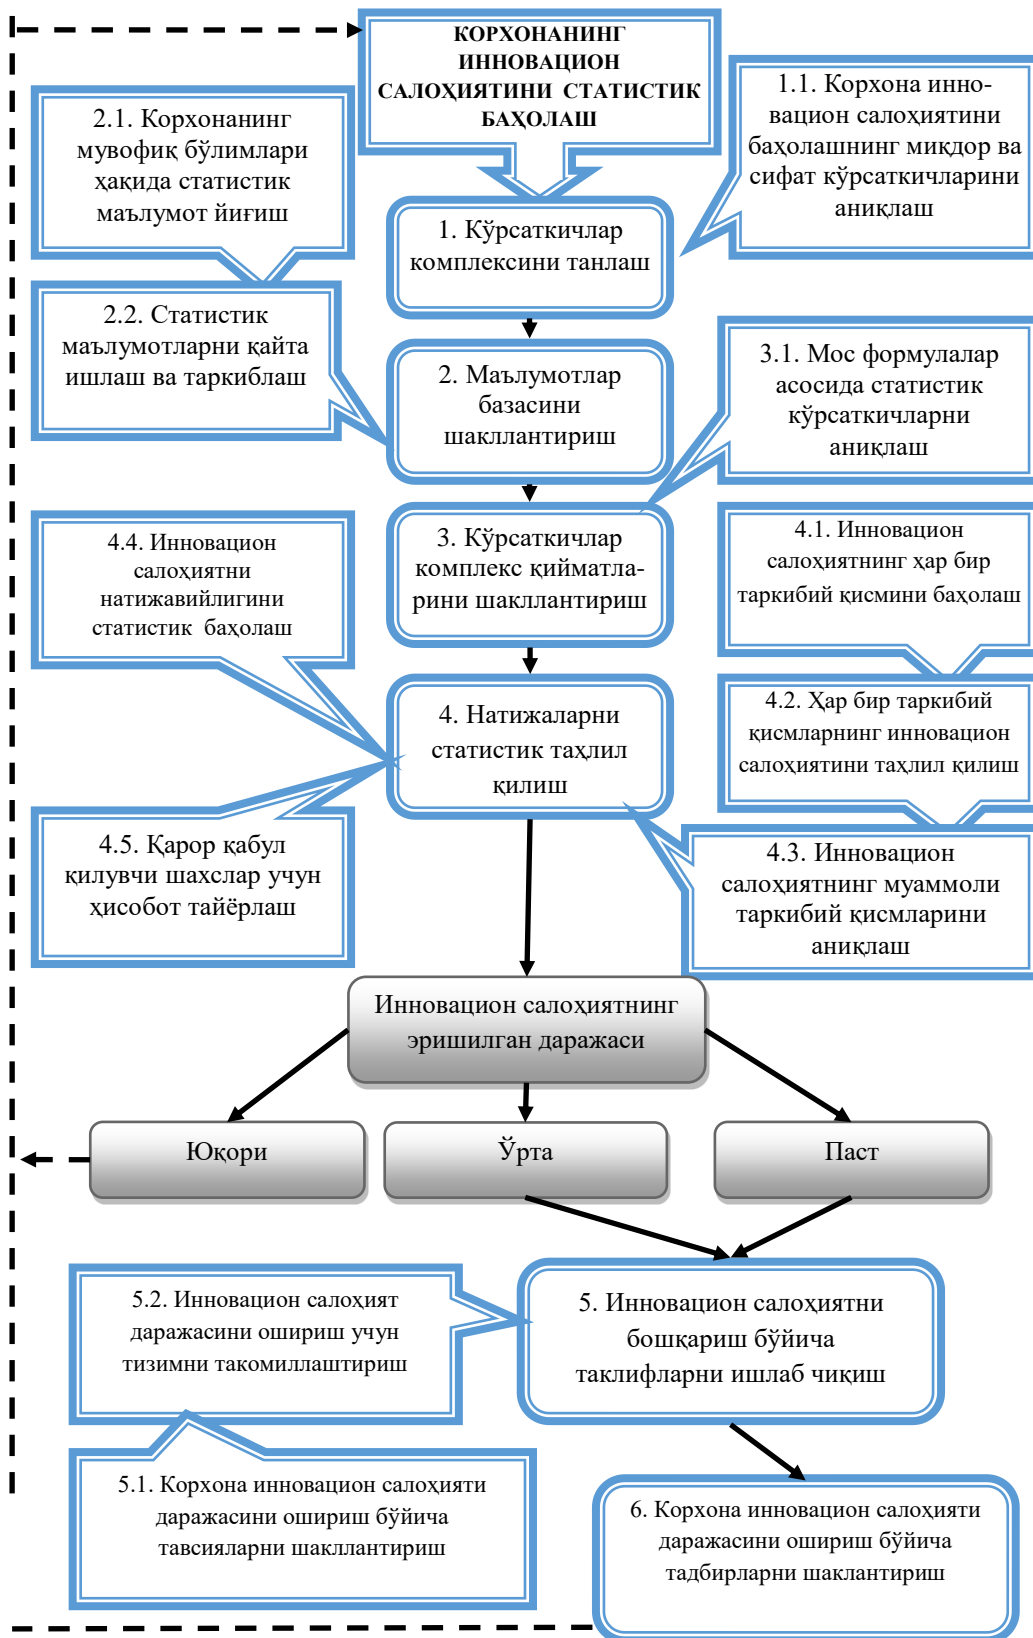 КОРХОНАНИНГ
ИННОВАЦИОН
САЛОҲИЯТИНИ СТАТИСТИК
БАҲОЛАШ
1.1. Корхона инно-
вацион салоҳиятини
баҳолашнинг миқдор ва
сифат кўрсаткичларини
аниқлаш
2.1. Корхонанинг
мувофиқ бўлимлари
ҳақида статистик
маълумот йиғиш
1. Кўрсаткичлар
комплексини танлаш
2.2. Статистик
маълумотларни қайта
ишлаш ва таркиблаш
2. Маълумотлар
базасини
шакллантириш
3.1. Мос формулалар
асосида статистик
кўрсаткичларни
аниқлаш
3. Кўрсаткичлар
комплекс қийматла-
рини шакллантириш
4.4. Инновацион
салоҳиятни
натижавийлигини
статистик баҳолаш
4.1. Инновацион
салоҳиятнинг ҳар бир
таркибий қисмини баҳолаш
4. Натижаларни
статистик таҳлил
қилиш
4.2. Ҳар бир таркибий
қисмларнинг инновацион
салоҳиятини таҳлил қилиш
4.5. Қарор қабул
қилувчи шахслар учун
ҳисобот тайёрлаш
4.3. Инновацион
салоҳиятнинг муаммоли
таркибий қисмларини
аниқлаш
Инновацион салоҳиятнинг
эришилган даражаси
Юқори
Ўрта
Паст
5.2. Инновацион салоҳият
даражасини ошириш учун
тизимни такомиллаштириш
5. Инновацион салоҳиятни
бошқариш бўйича
таклифларни ишлаб чиқиш
5.1. Корхона инновацион салоҳияти
даражасини ошириш бўйича
тавсияларни шакллантириш
6. Корхона инновацион салоҳияти
даражасини ошириш бўйича
тадбирларни шаклантириш